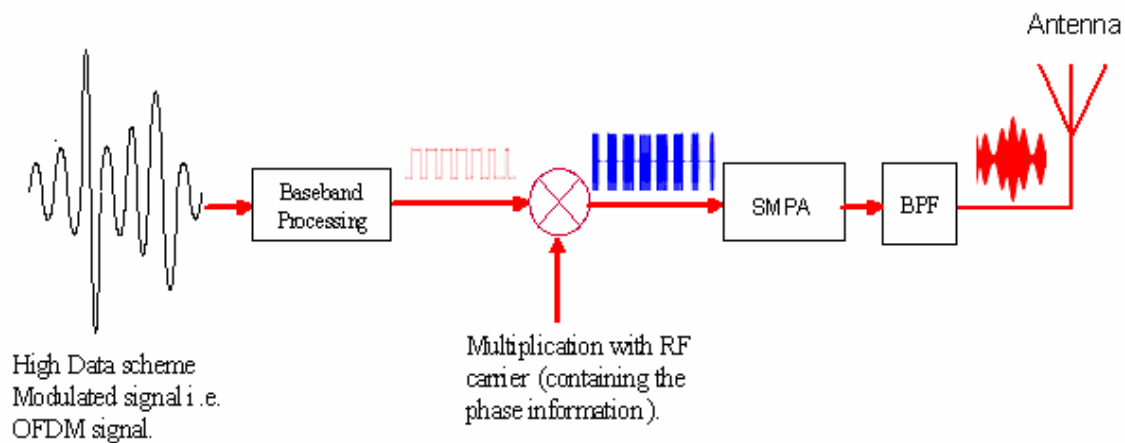 Antenna
Baseband
Processing
SMPA
BPF
High Data scheme
Modulated signal i .e.
OFDM signal.
Multiplication with RF
carrier (containing the
phase information ).